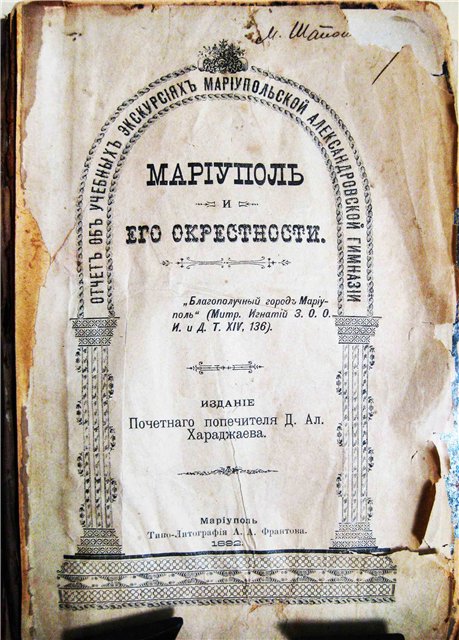 М.
ОТЧЕТЪ ОБЪ УЧЕБНЫХЪ ЭКСКУРСІЯХЪ МАРІУПОЛЬСКОЙ АЛЕКСАНДРОВСКОЙ ГИМНАЗІИ
МАРІУПОЛЬ
И
ЕГО ОКРЕСТНОСТИ.
„Благополучный городъ Маріу-
поль“ (Митр. Игнатій З. О. О.
И. и Д. Т. XIV, 136).
ИЗДАНІЕ
Почетнаго попечителя Д. Ал.
Хараджаева.
Маріуполь
Типо-Литографія А. А. Франтова.
1892